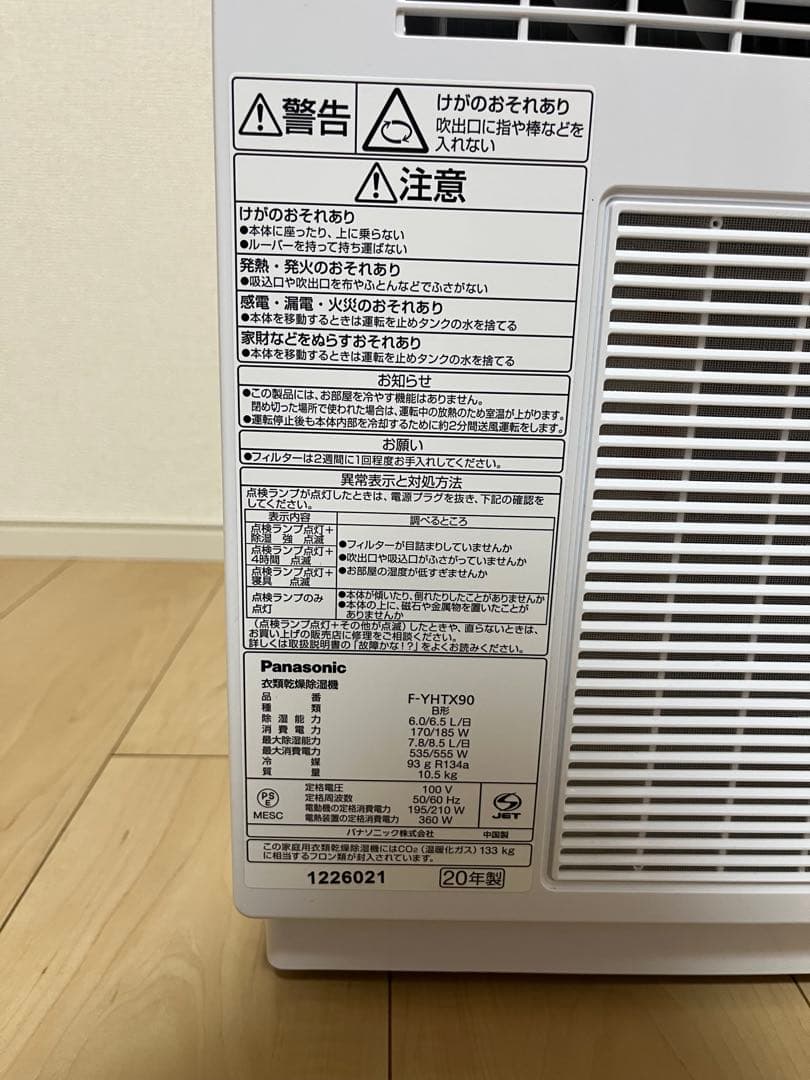 警告
けがのおそれあり
吹出口に指や棒などを
入れない
注意
けがのおそれあり
●本体に座ったり、上に乗らない
●ルーバーを持って持ち運ばない
発熱・発火のおそれあり
●吸込口や吹出口を布やふとんなどでふさがない
感電・漏電・火災のおそれあり
●本体を移動するときは運転を止めタンクの水を捨てる
家財などをぬらすおそれあり
●本体を移動するときは運転を止めタンクの水を捨てる
お知らせ
●この製品には、お部屋を冷やす機能はありません。
閉め切った場所で使われた場合は、運転中の放熱のため室温が上がります。
●運転停止後も本体内部を冷却するために約2分間送風運転をします。
お願い
●フィルターは2週間に1回程度お手入れしてください。
異常表示と対処方法
点検ランプが点灯したときは、電源プラグを抜き、下記の確認を
してください。
表示内容 調べるところ
点検ランプ点灯+
除湿 強 点滅
点検ランプ点灯+
4時間 点滅
点検ランプ点灯+
寝具 点滅
●フィルターが目詰まりしていませんか
●吹出口や吸込口がふさがっていませんか
●お部屋の湿度が低すぎませんか
点検ランプのみ
点灯
●本体が傾いたり、倒れたりしたことがありませんか
●本体の上に、磁石や金属物を置いたことが
ありませんか
(点検ランプ点灯+その他が点滅)したときや、直らないときは、
お買い上げの販売店に修理をご相談ください。
詳しくは取扱説明書の「故障かな!?」をよくお読みください。
Panasonic
衣類乾燥除湿機
品番 F-YHTX90
種類 B形
除湿能力 6.0/6.5 L/日
消費電力 170/185 W
最大除湿能力 7.8/8.5 L/日
最大消費電力 535/555 W
冷媒 93 g R134a
質量 10.5 kg
PSE
MESC
定格電圧 100 V
定格周波数 50/60 Hz
電動機の定格消費電力 195/210 W
電熱装置の定格消費電力 360 W
JET
パナソニック株式会社 中国製
この家庭用衣類乾燥除湿機にはCO₂(温暖化ガス)133 kg
に相当するフロン類が封入されています。
1226021 20年製